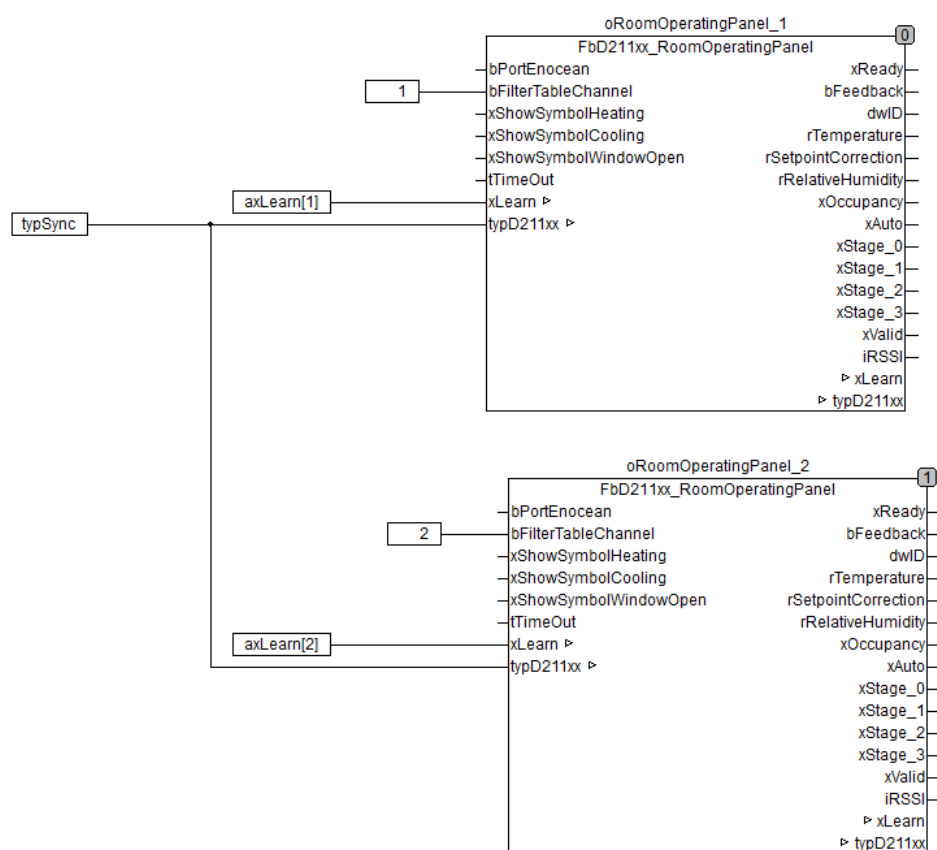 oRoomOperatingPanel_1
0
FbD211xx_RoomOperatingPanel
bPortEnocean xReady
1 bFilterTableChannel bFeedback
xShowSymbolHeating dwID
xShowSymbolCooling rTemperature
xShowSymbolWindowOpen rSetpointCorrection
tTimeOut rRelativeHumidity
axLearn[1] xLearn xOccupancy
typSync typD211xx xAuto
xStage_0
xStage_1
xStage_2
xStage_3
xValid
iRSSI
xLearn
typD211xx
oRoomOperatingPanel_2
1
FbD211xx_RoomOperatingPanel
bPortEnocean xReady
2 bFilterTableChannel bFeedback
xShowSymbolHeating dwID
xShowSymbolCooling rTemperature
xShowSymbolWindowOpen rSetpointCorrection
tTimeOut rRelativeHumidity
axLearn[2] xLearn xOccupancy
typD211xx xAuto
xStage_0
xStage_1
xStage_2
xStage_3
xValid
iRSSI
xLearn
typD211xx